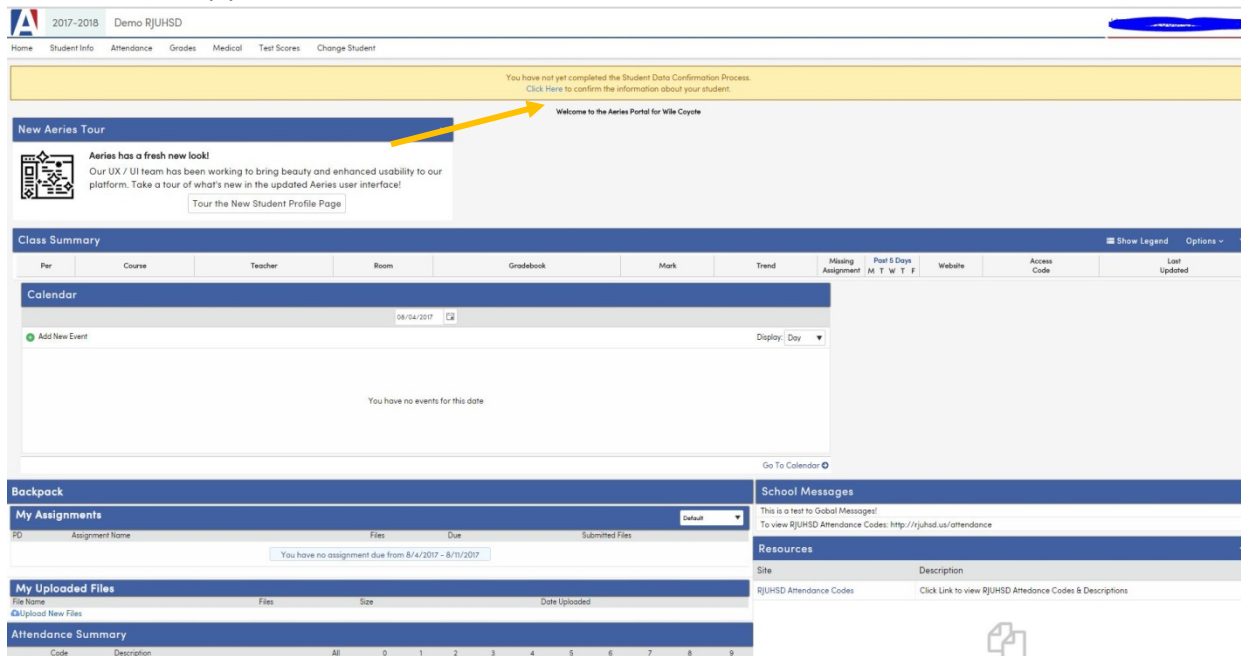 2017-2018 Demo RJUHSD
Home Student Info Attendance Grades Medical Test Scores Change Student
You have not yet completed the Student Data Confirmation Process.
Click Here to confirm the information about your student.
Welcome to the Aeries Portal for Wile Coyote
New Aeries Tour
Aeries has a fresh new look!
Our UX / UI team has been working to bring beauty and enhanced usability to our
platform. Take a tour of what's new in the updated Aeries user interface!
Tour the New Student Profile Page
Class Summary Show Legend Options
Per Course Teacher Room Gradebook Mark Trend Missing Assignment Past 5 Days M T W T F Website Access Code Last Updated
Calendar
08/04/2017
Add New Event Display: Day
You have no events for this date
Go To Calendar
Backpack
My Assignments Default
PD Assignment Name Files Due Submitted Files
You have no assignment due from 8/4/2017 - 8/11/2017
My Uploaded Files
File Name Files Size Date Uploaded
Upload New Files
Attendance Summary
Code Description All 0 1 2 3 4 5 6 7 8 9
School Messages
This is a test to Gobal Messages!
To view RJUHSD Attendance Codes: http://rjuhsd.us/attendance
Resources
Site Description
RJUHSD Attendance Codes Click Link to view RJUHSD Attedance Codes & Descriptions